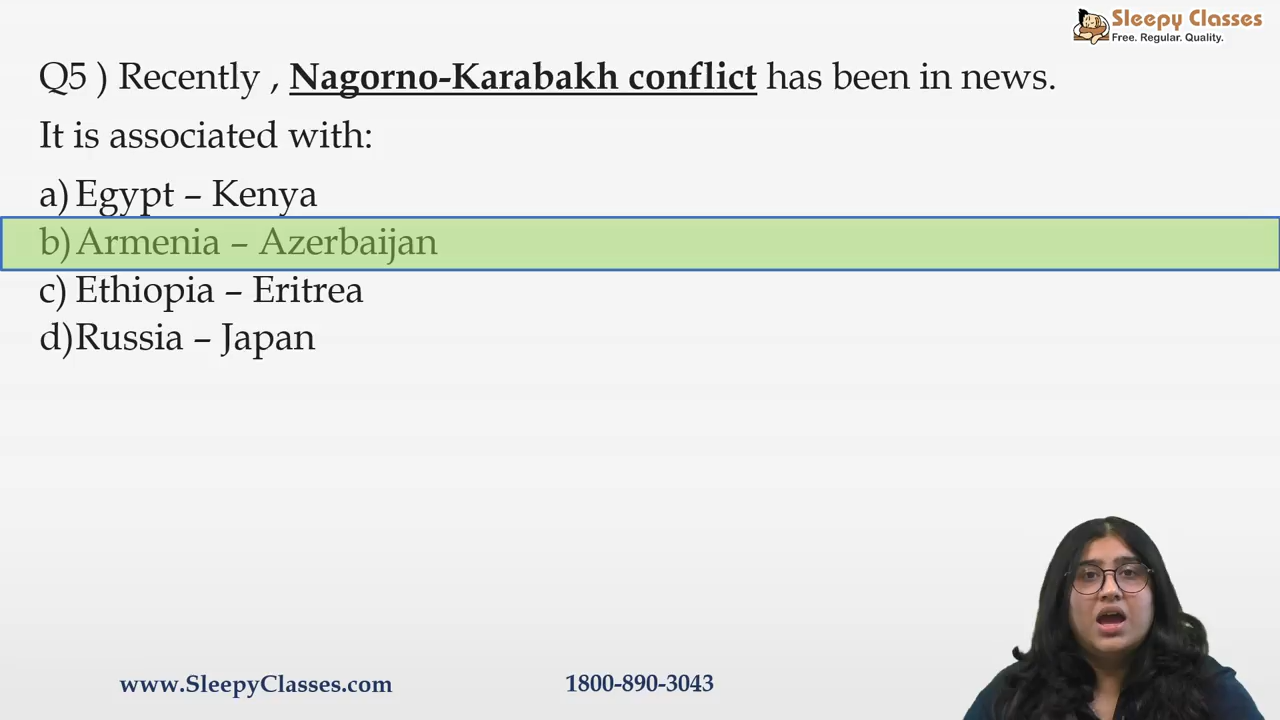 Sleepy Classes
Free. Regular. Quality.
Q5 ) Recently , Nagorno-Karabakh conflict has been in news.
It is associated with:
a) Egypt – Kenya
b) Armenia – Azerbaijan
c) Ethiopia – Eritrea
d)Russia – Japan
www.SleepyClasses.com
1800-890-3043